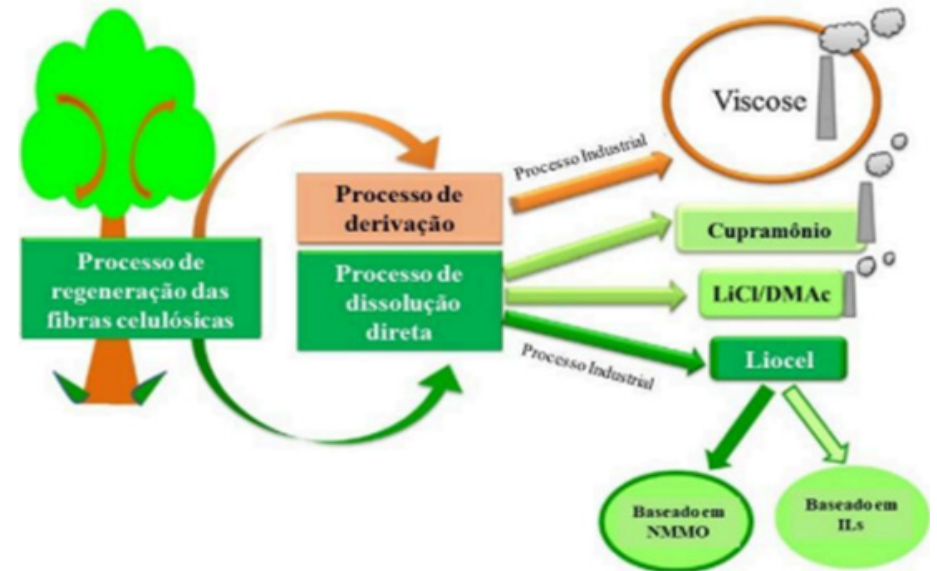 Processo de
regeneração das
fibras celulósicas
Processo de
derivação
Processo de
dissolução
direta
Processo Industrial
Processo Industrial
Viscose
Cupramônio
LiCl/DMAc
Liocel
Baseado em
NMMO
Baseado em
ILs